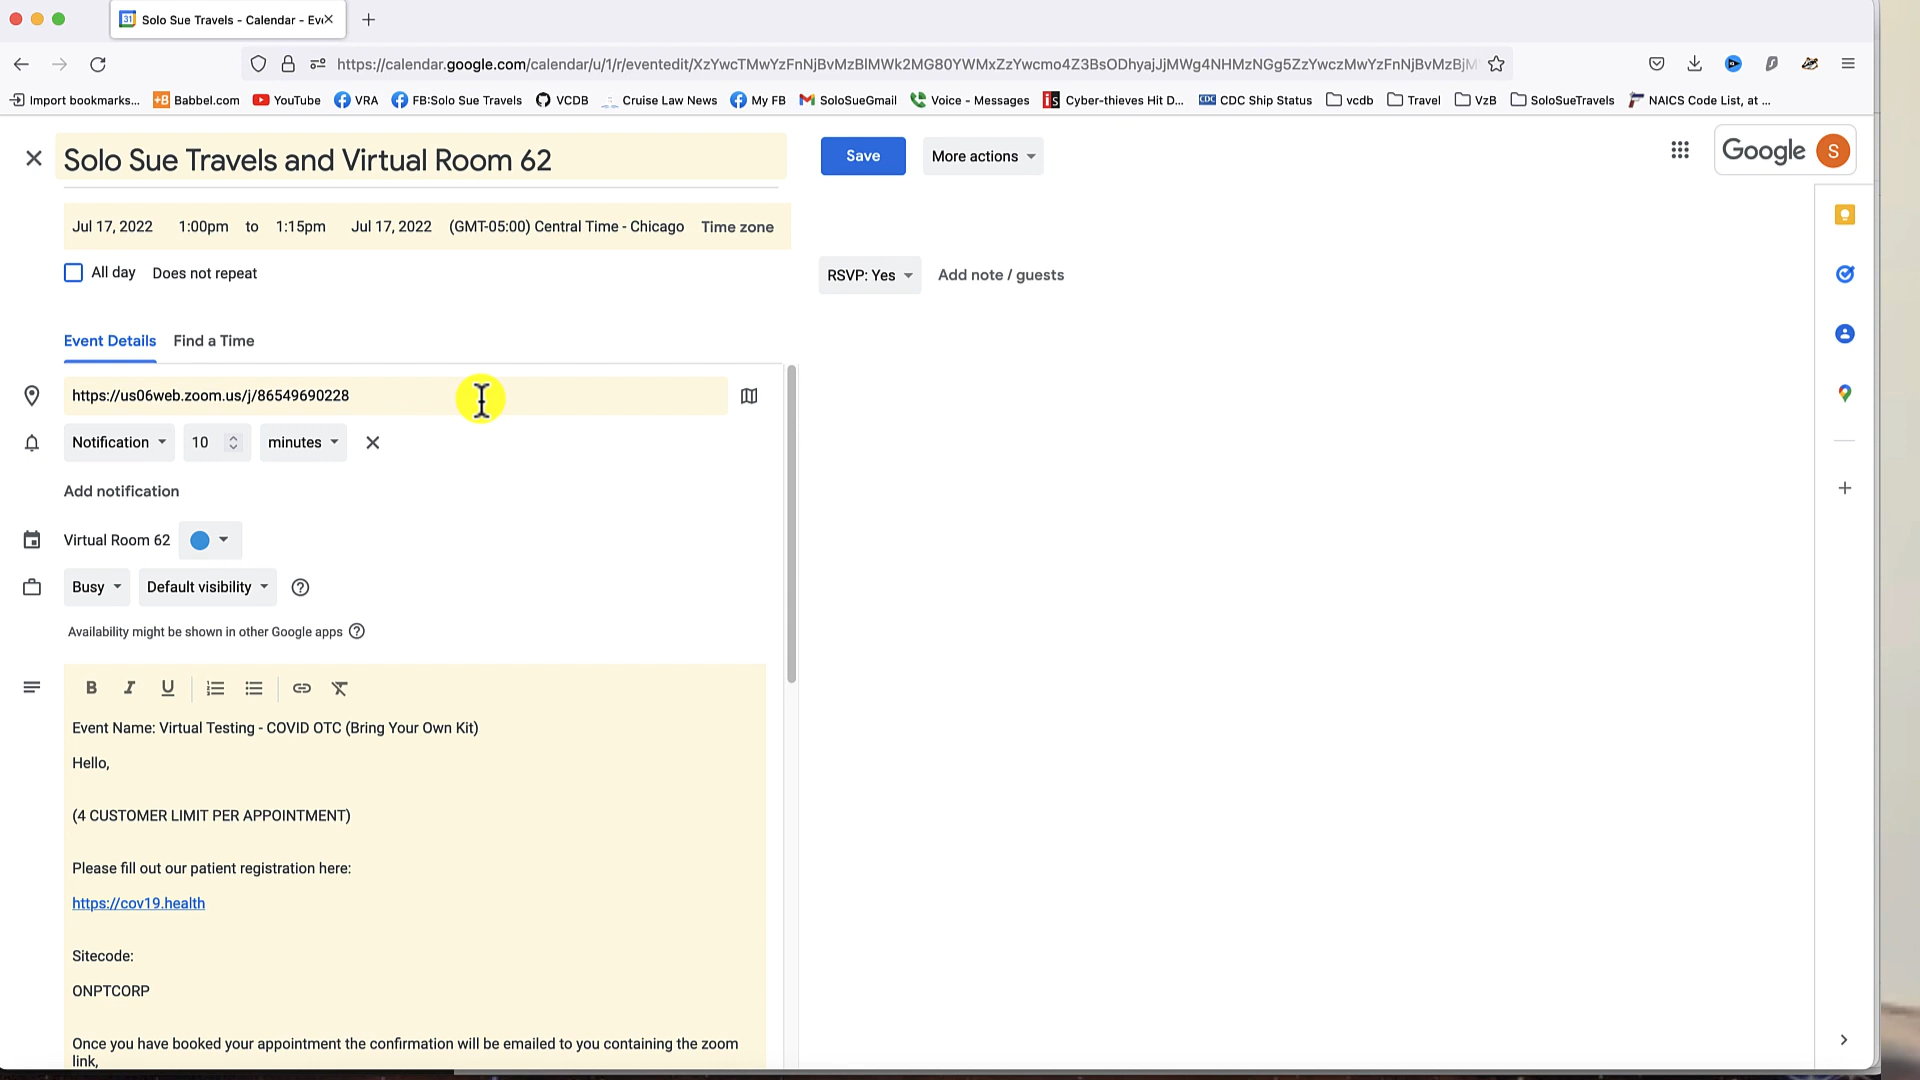 Solo Sue Travels - Calendar - Eve
https://calendar.google.com/calendar/u/1/r/eventedit/
Import bookmarks... Babbel.com YouTube VRA FB:Solo Sue Travels VCDB Cruise Law News My FB SoloSueGmail Voice - Messages Cyber-thieves Hit D... CDC Ship Status vcdb Travel VzB SoloSueTravels NAICS Code List, at ...
Solo Sue Travels and Virtual Room 62
Save More actions
Google S
Jul 17, 2022 1:00pm to 1:15pm Jul 17, 2022 (GMT-05:00) Central Time - Chicago Time zone
All day Does not repeat
RSVP: Yes Add note / guests
Event Details Find a Time
https://us06web.zoom.us/j/86549690228
Notification 10 minutes
Add notification
Virtual Room 62
Busy Default visibility
Availability might be shown in other Google apps
B I U
Event Name: Virtual Testing - COVID OTC (Bring Your Own Kit)
Hello,
(4 CUSTOMER LIMIT PER APPOINTMENT)
Please fill out our patient registration here:
https://cov19.health
Sitecode:
ONPTCORP
Once you have booked your appointment the confirmation will be emailed to you containing the zoom
link,